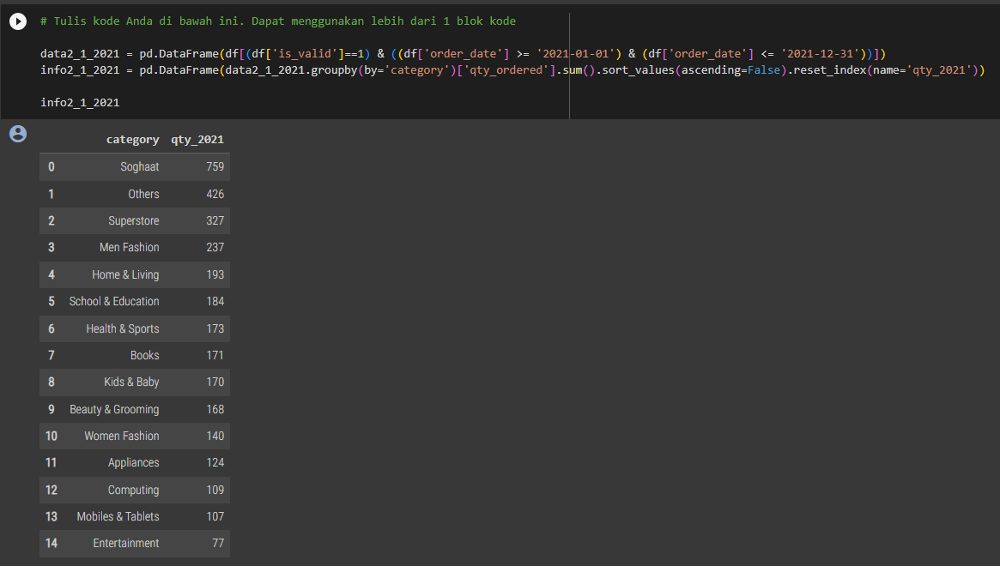 # Tulis kode Anda di bawah ini. Dapat menggunakan lebih dari 1 blok kode
data2_1_2021 = pd.DataFrame(df[(df['is_valid']==1) & ((df['order_date'] >= '2021-01-01') & (df['order_date'] <= '2021-12-31'))])
info2_1_2021 = pd.DataFrame(data2_1_2021.groupby(by='category')['qty_ordered'].sum().sort_values(ascending=False).reset_index(name='qty_2021'))
info2_1_2021
category qty_2021
0 Soghaat 759
1 Others 426
2 Superstore 327
3 Men Fashion 237
4 Home & Living 193
5 School & Education 184
6 Health & Sports 173
7 Books 171
8 Kids & Baby 170
9 Beauty & Grooming 168
10 Women Fashion 140
11 Appliances 124
12 Computing 109
13 Mobiles & Tablets 107
14 Entertainment 77